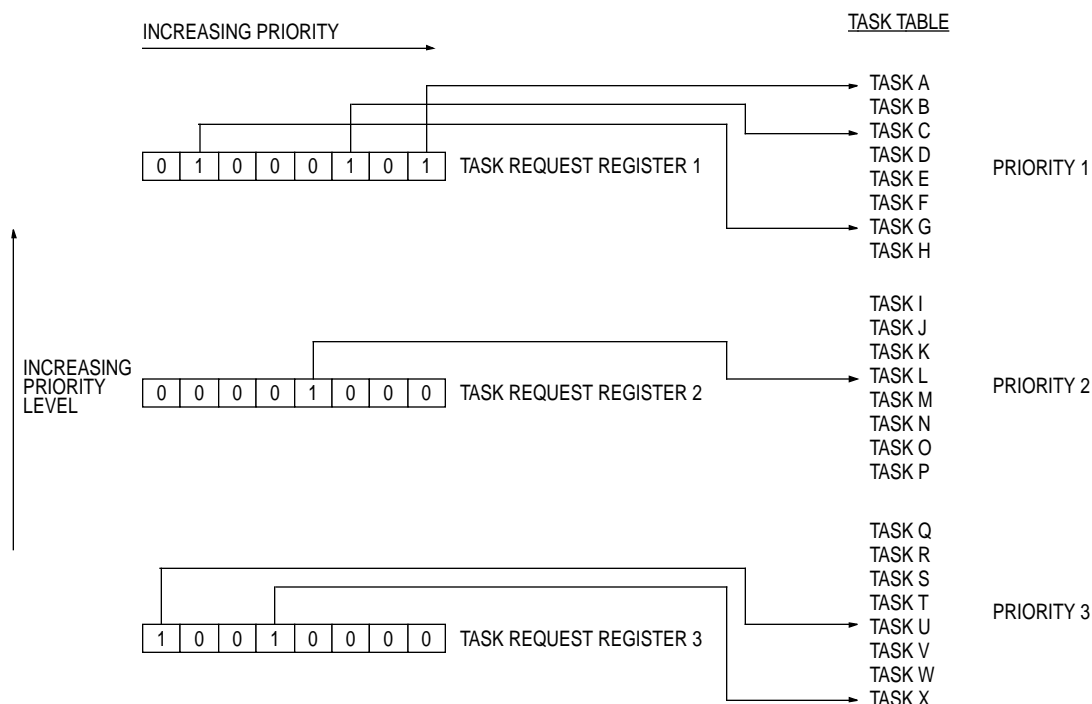 TASK TABLE
INCREASING PRIORITY
TASK A
TASK B
TASK C
TASK D
TASK E
TASK F
TASK G
TASK H
0 1 0 0 0 1 0 1 TASK REQUEST REGISTER 1
PRIORITY 1
TASK I
TASK J
TASK K
TASK L
TASK M
TASK N
TASK O
TASK P
INCREASING
PRIORITY
LEVEL
0 0 0 0 1 0 0 0 TASK REQUEST REGISTER 2
PRIORITY 2
TASK Q
TASK R
TASK S
TASK T
TASK U
TASK V
TASK W
TASK X
1 0 0 1 0 0 0 0 TASK REQUEST REGISTER 3
PRIORITY 3